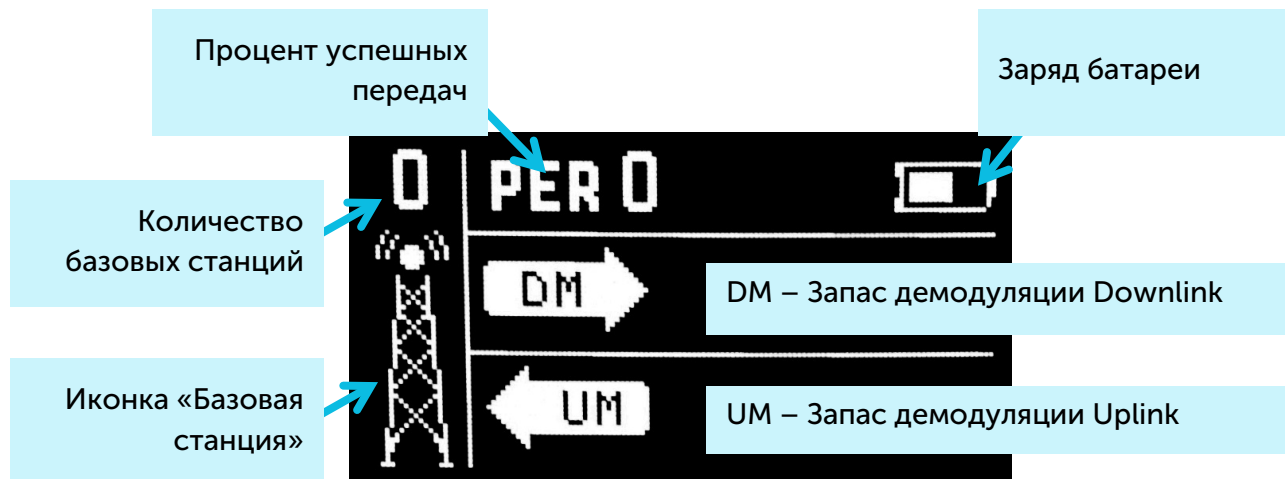 Процент успешных
передач
Заряд батареи
0
PER 0
Количество
базовых станций
DM
DM – Запас демодуляции Downlink
Иконка «Базовая
станция»
UM
UM – Запас демодуляции Uplink